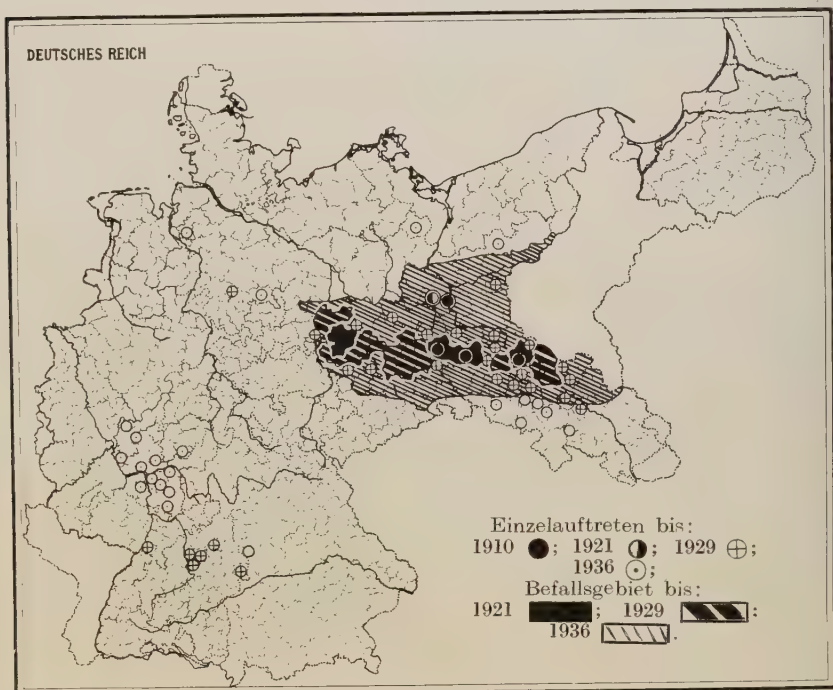 DEUTSCHES REICH
Einzelauftreten bis:
1910 ; 1921 ; 1929 ;
1936 ;
Befallsgebiet bis:
1921 ; 1929 :
1936 .